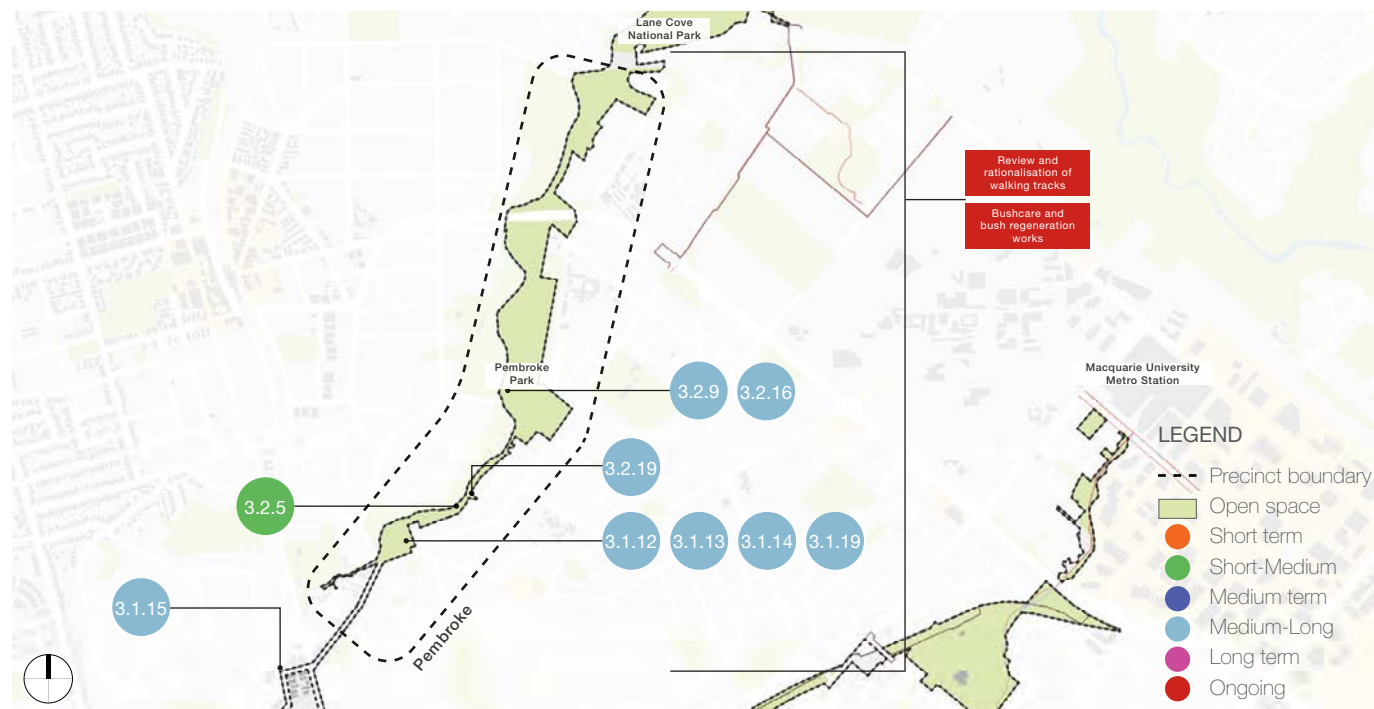 Lane Cove
National Park
Review and
rationalisation of
walking tracks
Bushcare and
bush regeneration
works
Pembroke
Park
3.2.9 3.2.16
Macquarie University
Metro Station
3.2.19
3.2.5
3.1.12 3.1.13 3.1.14 3.1.19
3.1.15
Pembroke
LEGEND
Precinct boundary
Open space
Short term
Short-Medium
Medium term
Medium-Long
Long term
Ongoing